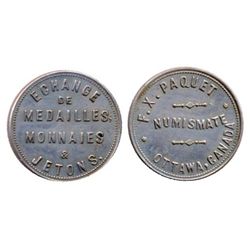 ECHANGE
DE
MEDAILLES,
MONNAIES
&
JETONS.
F. X. PAQUET
NUMISMATE
OTTAWA, CANADA